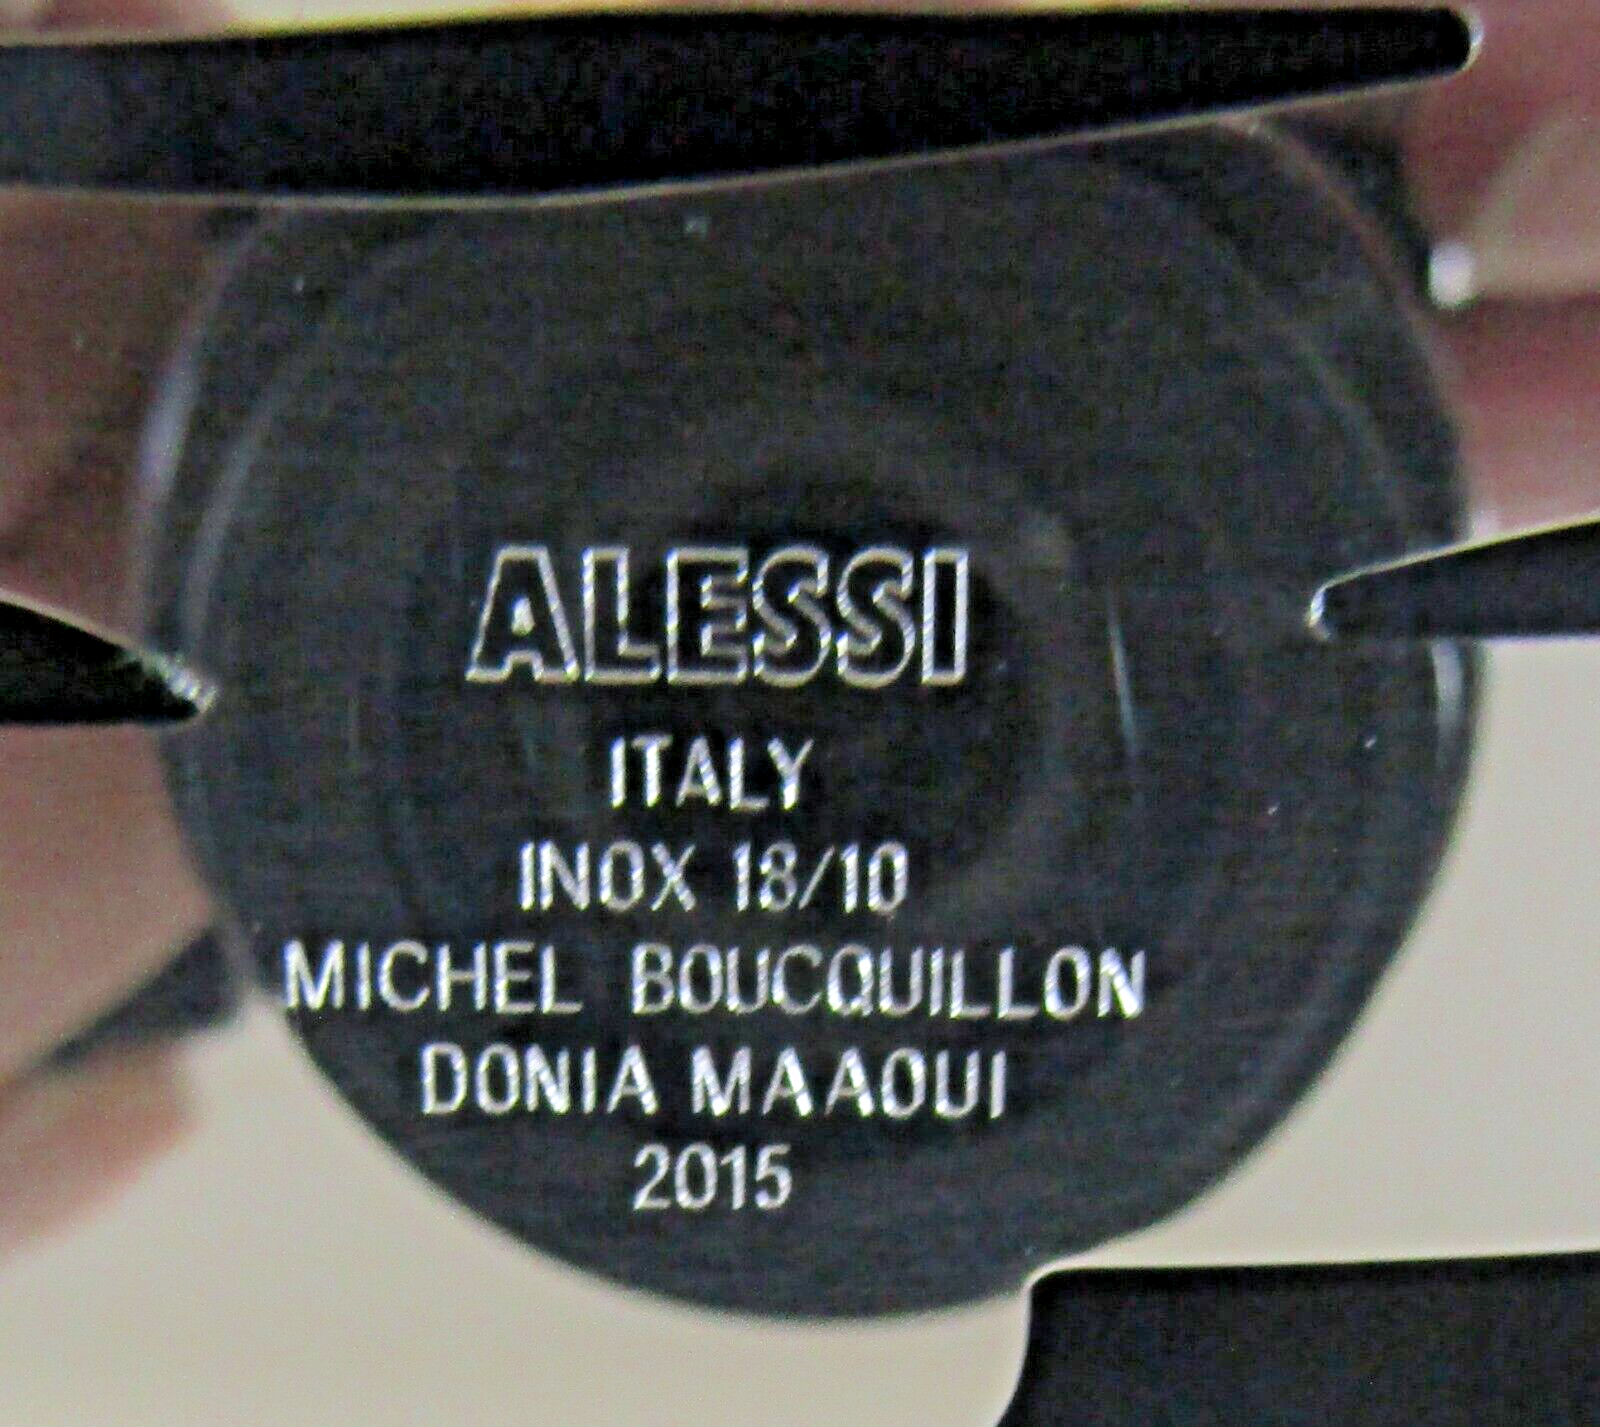 ALESSI
ITALY
INOX 18/10
MICHEL BOUCQUILLON
DONIA MAAOUI
2015